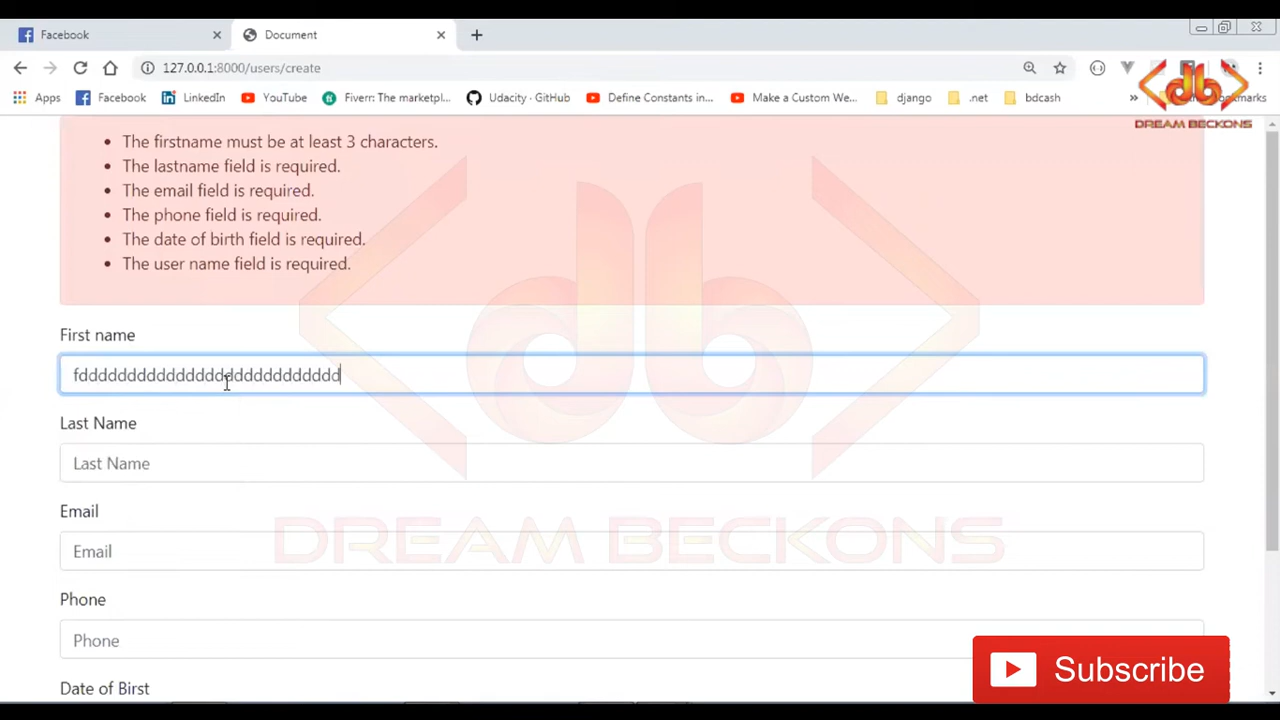 Facebook
Document
127.0.0.1:8000/users/create
Apps Facebook LinkedIn YouTube Fiverr: The marketpl... Udacity · GitHub Define Constants in... Make a Custom We... django .net bdcash » Bookmarks
db
DREAM BECKONS
The firstname must be at least 3 characters.
The lastname field is required.
The email field is required.
The phone field is required.
The date of birth field is required.
The user name field is required.
db
First name
fddddddddddddddddddddddddddd
Last Name
Last Name
Email
Email
DREAM BECKONS
Phone
Phone
Subscribe
Date of Birst